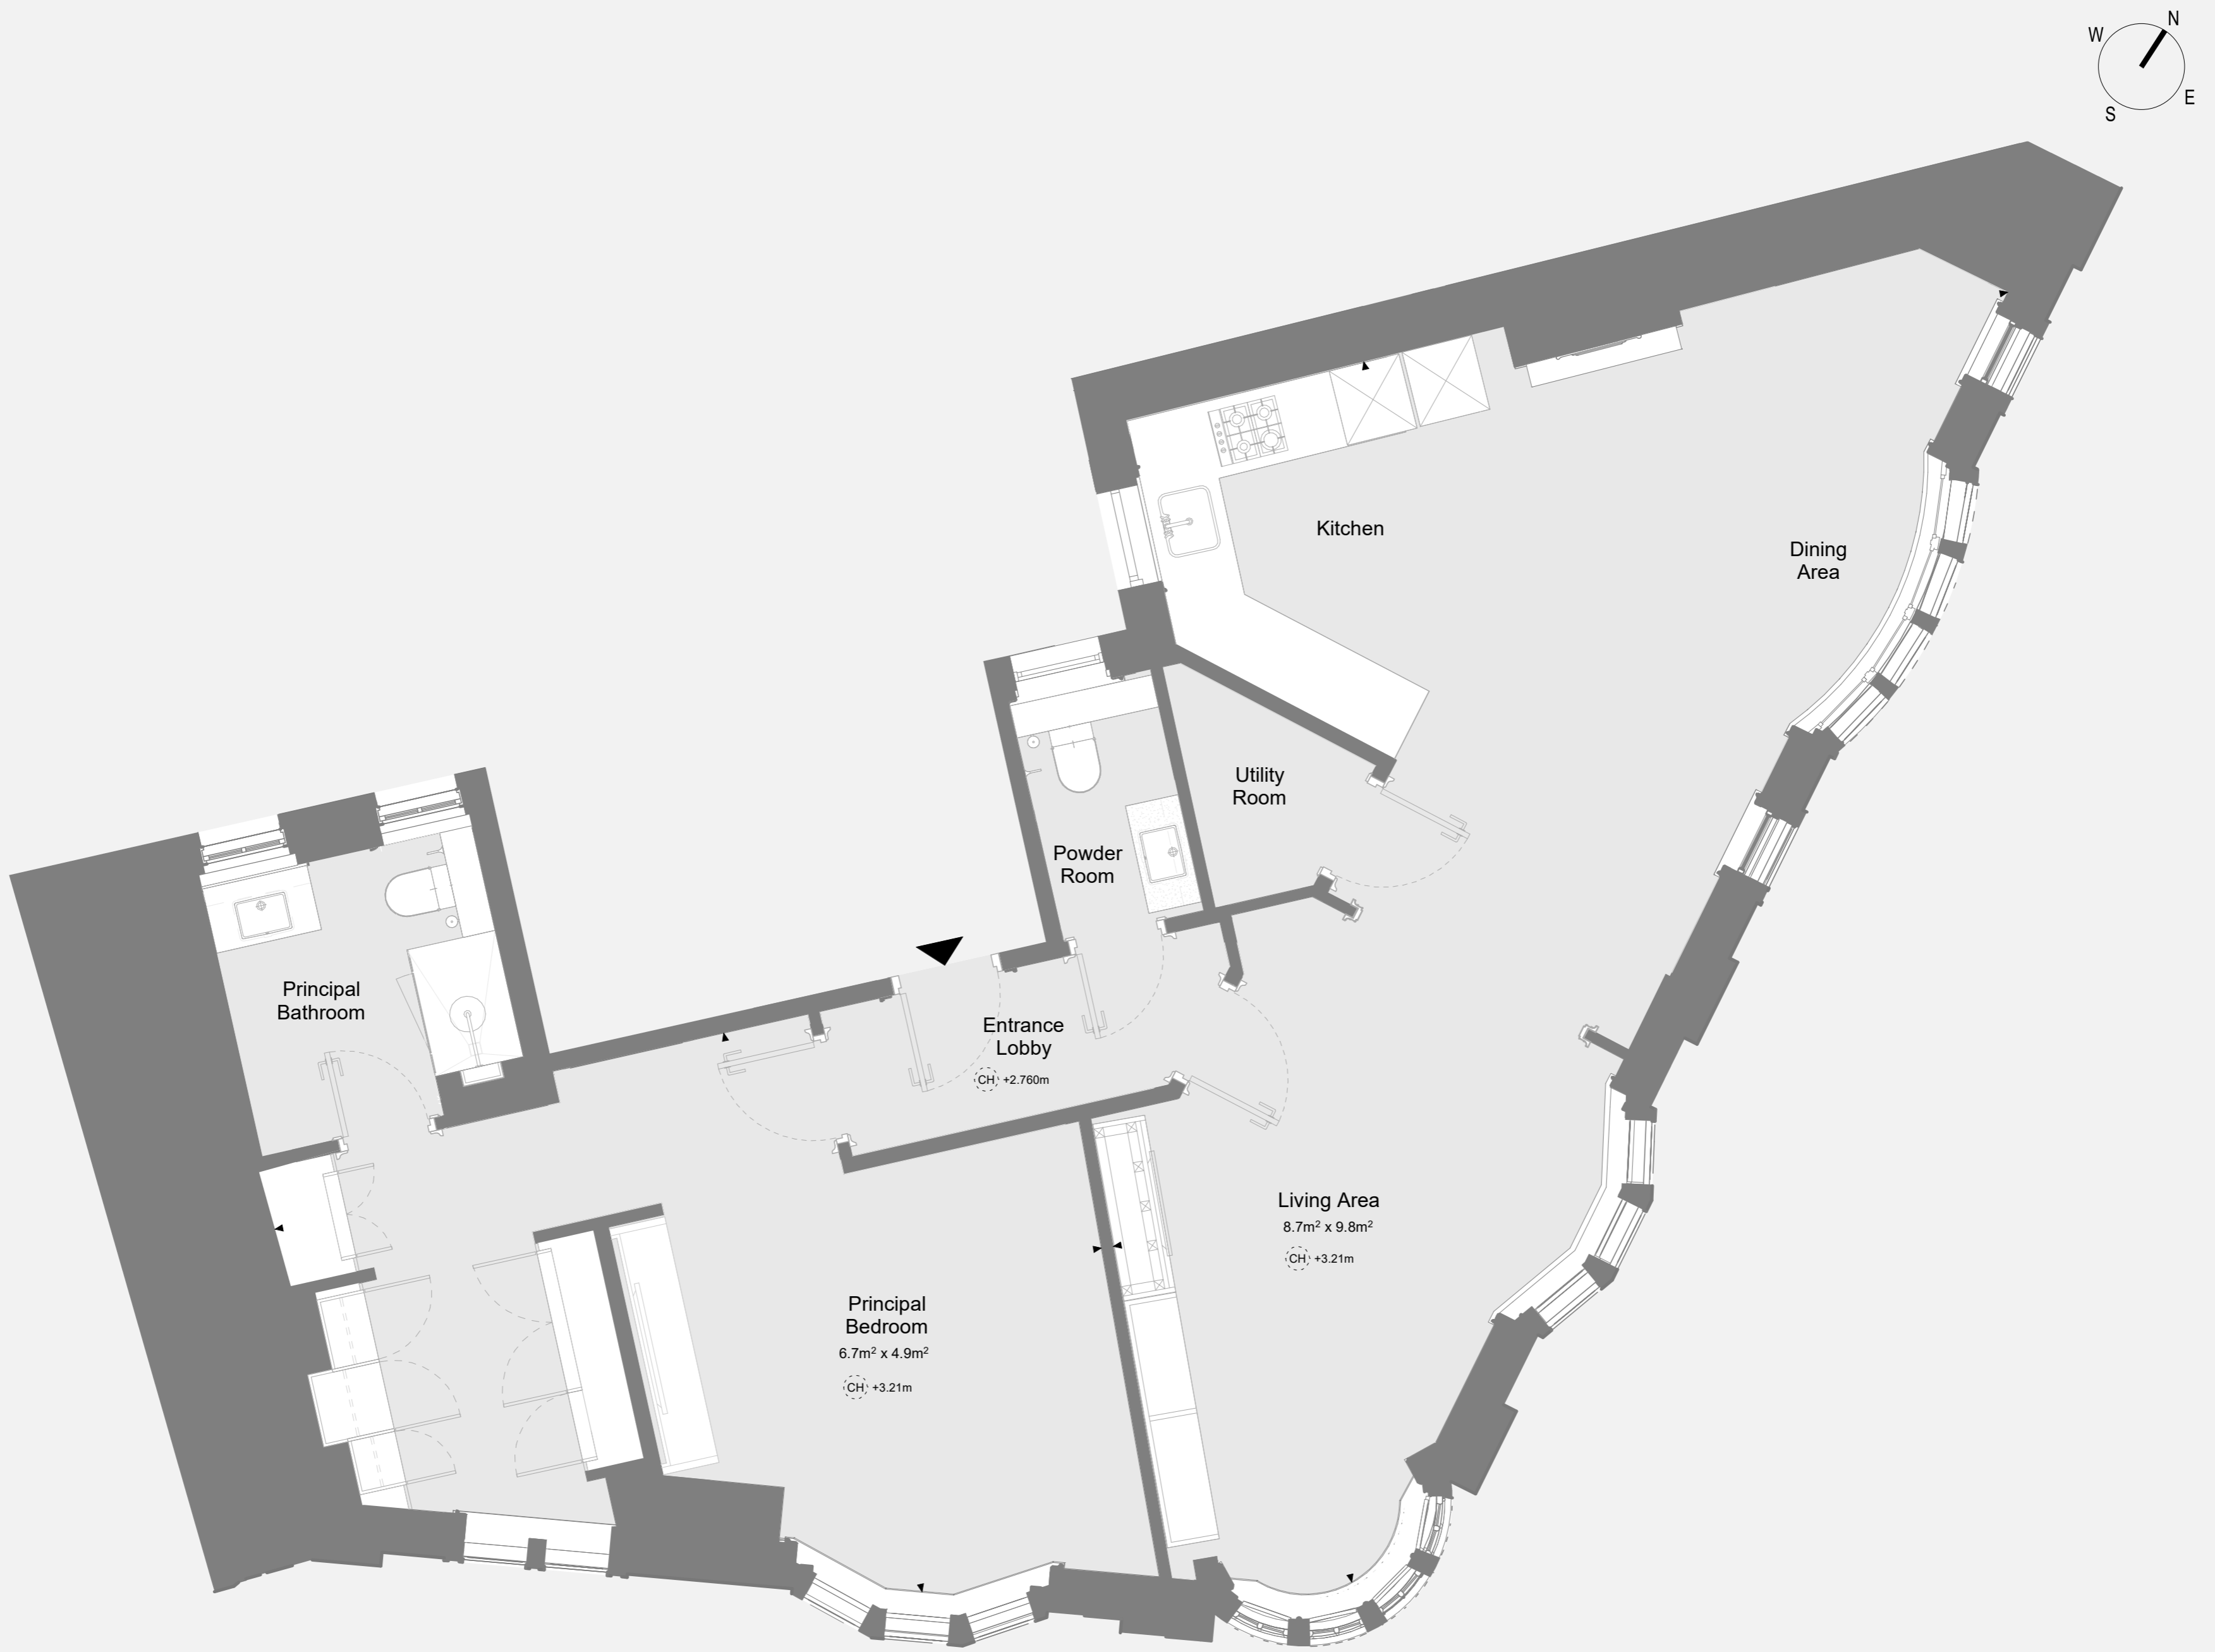 N
W
E
S
Kitchen
Dining
Area
Utility
Room
Powder
Room
Principal
Bathroom
Entrance
Lobby
CH +2.760m
Living Area
8.7m² x 9.8m²
CH +3.21m
Principal
Bedroom
6.7m² x 4.9m²
CH +3.21m